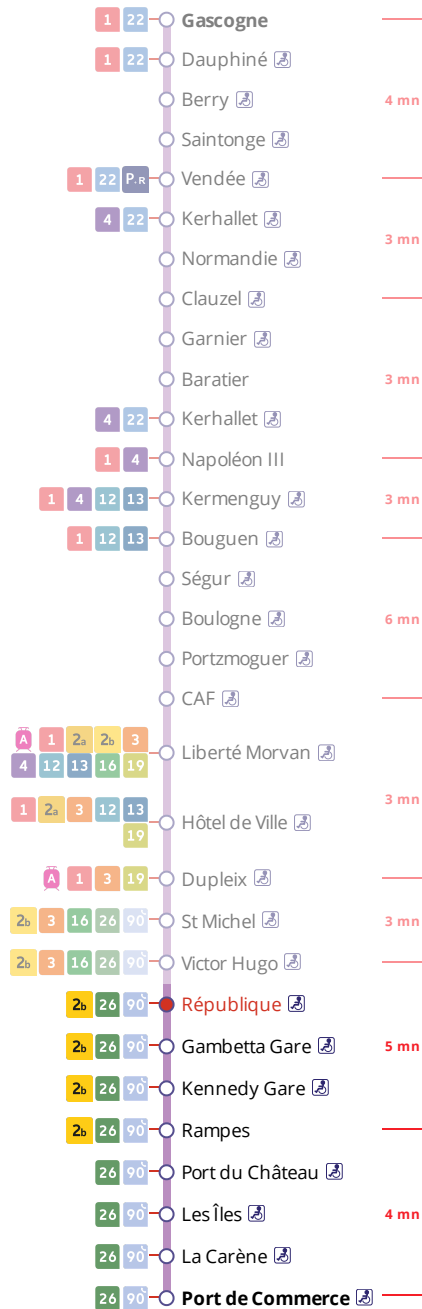 1 22 Gascogne
1 22 Dauphiné
Berry 4 mn
Saintonge
1 22 P+R Vendée
4 22 Kerhallet
3 mn
Normandie
Clauzel
Garnier
Baratier 3 mn
4 22 Kerhallet
1 4 Napoléon III
1 4 12 13 Kermenguy 3 mn
1 12 13 Bouguen
Ségur
Boulogne 6 mn
Portzmoguer
CAF
A 1 2a 2b 3
4 12 13 16 19 Liberté Morvan
3 mn
1 2a 3 12 13
19 Hôtel de Ville
A 1 3 19 Dupleix
2b 3 16 26 90 St Michel 3 mn
2b 3 16 26 90 Victor Hugo
2b 26 90 République
2b 26 90 Gambetta Gare 5 mn
2b 26 90 Kennedy Gare
2b 26 90 Rampes
26 90 Port du Château
26 90 Les Îles 4 mn
26 90 La Carène
26 90 Port de Commerce